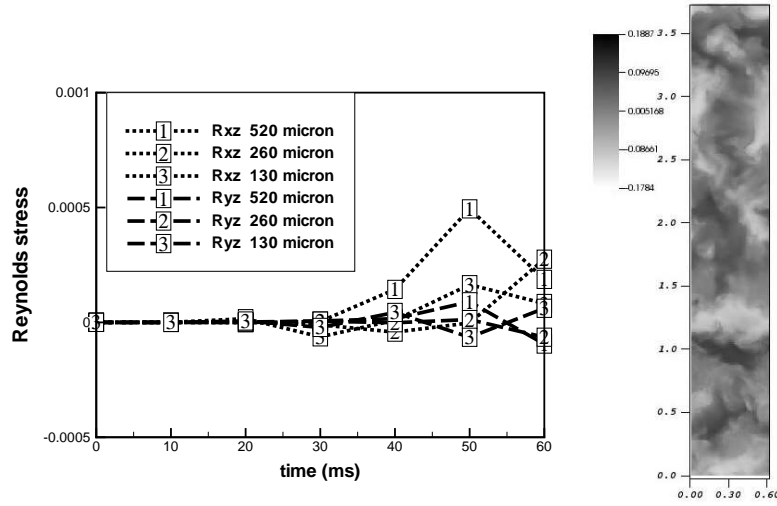 0.001
0.0005
0
-0.0005
Reynolds stress
1 Rxz 520 micron
2 Rxz 260 micron
3 Rxz 130 micron
1 Ryz 520 micron
2 Ryz 260 micron
3 Ryz 130 micron
0 10 20 30 40 50 60
time (ms)
0.1887
0.09695
0.005168
-0.08661
-0.1784
3.5
3.0
2.5
2.0
1.5
1.0
0.5
0.0
0.00 0.30 0.60